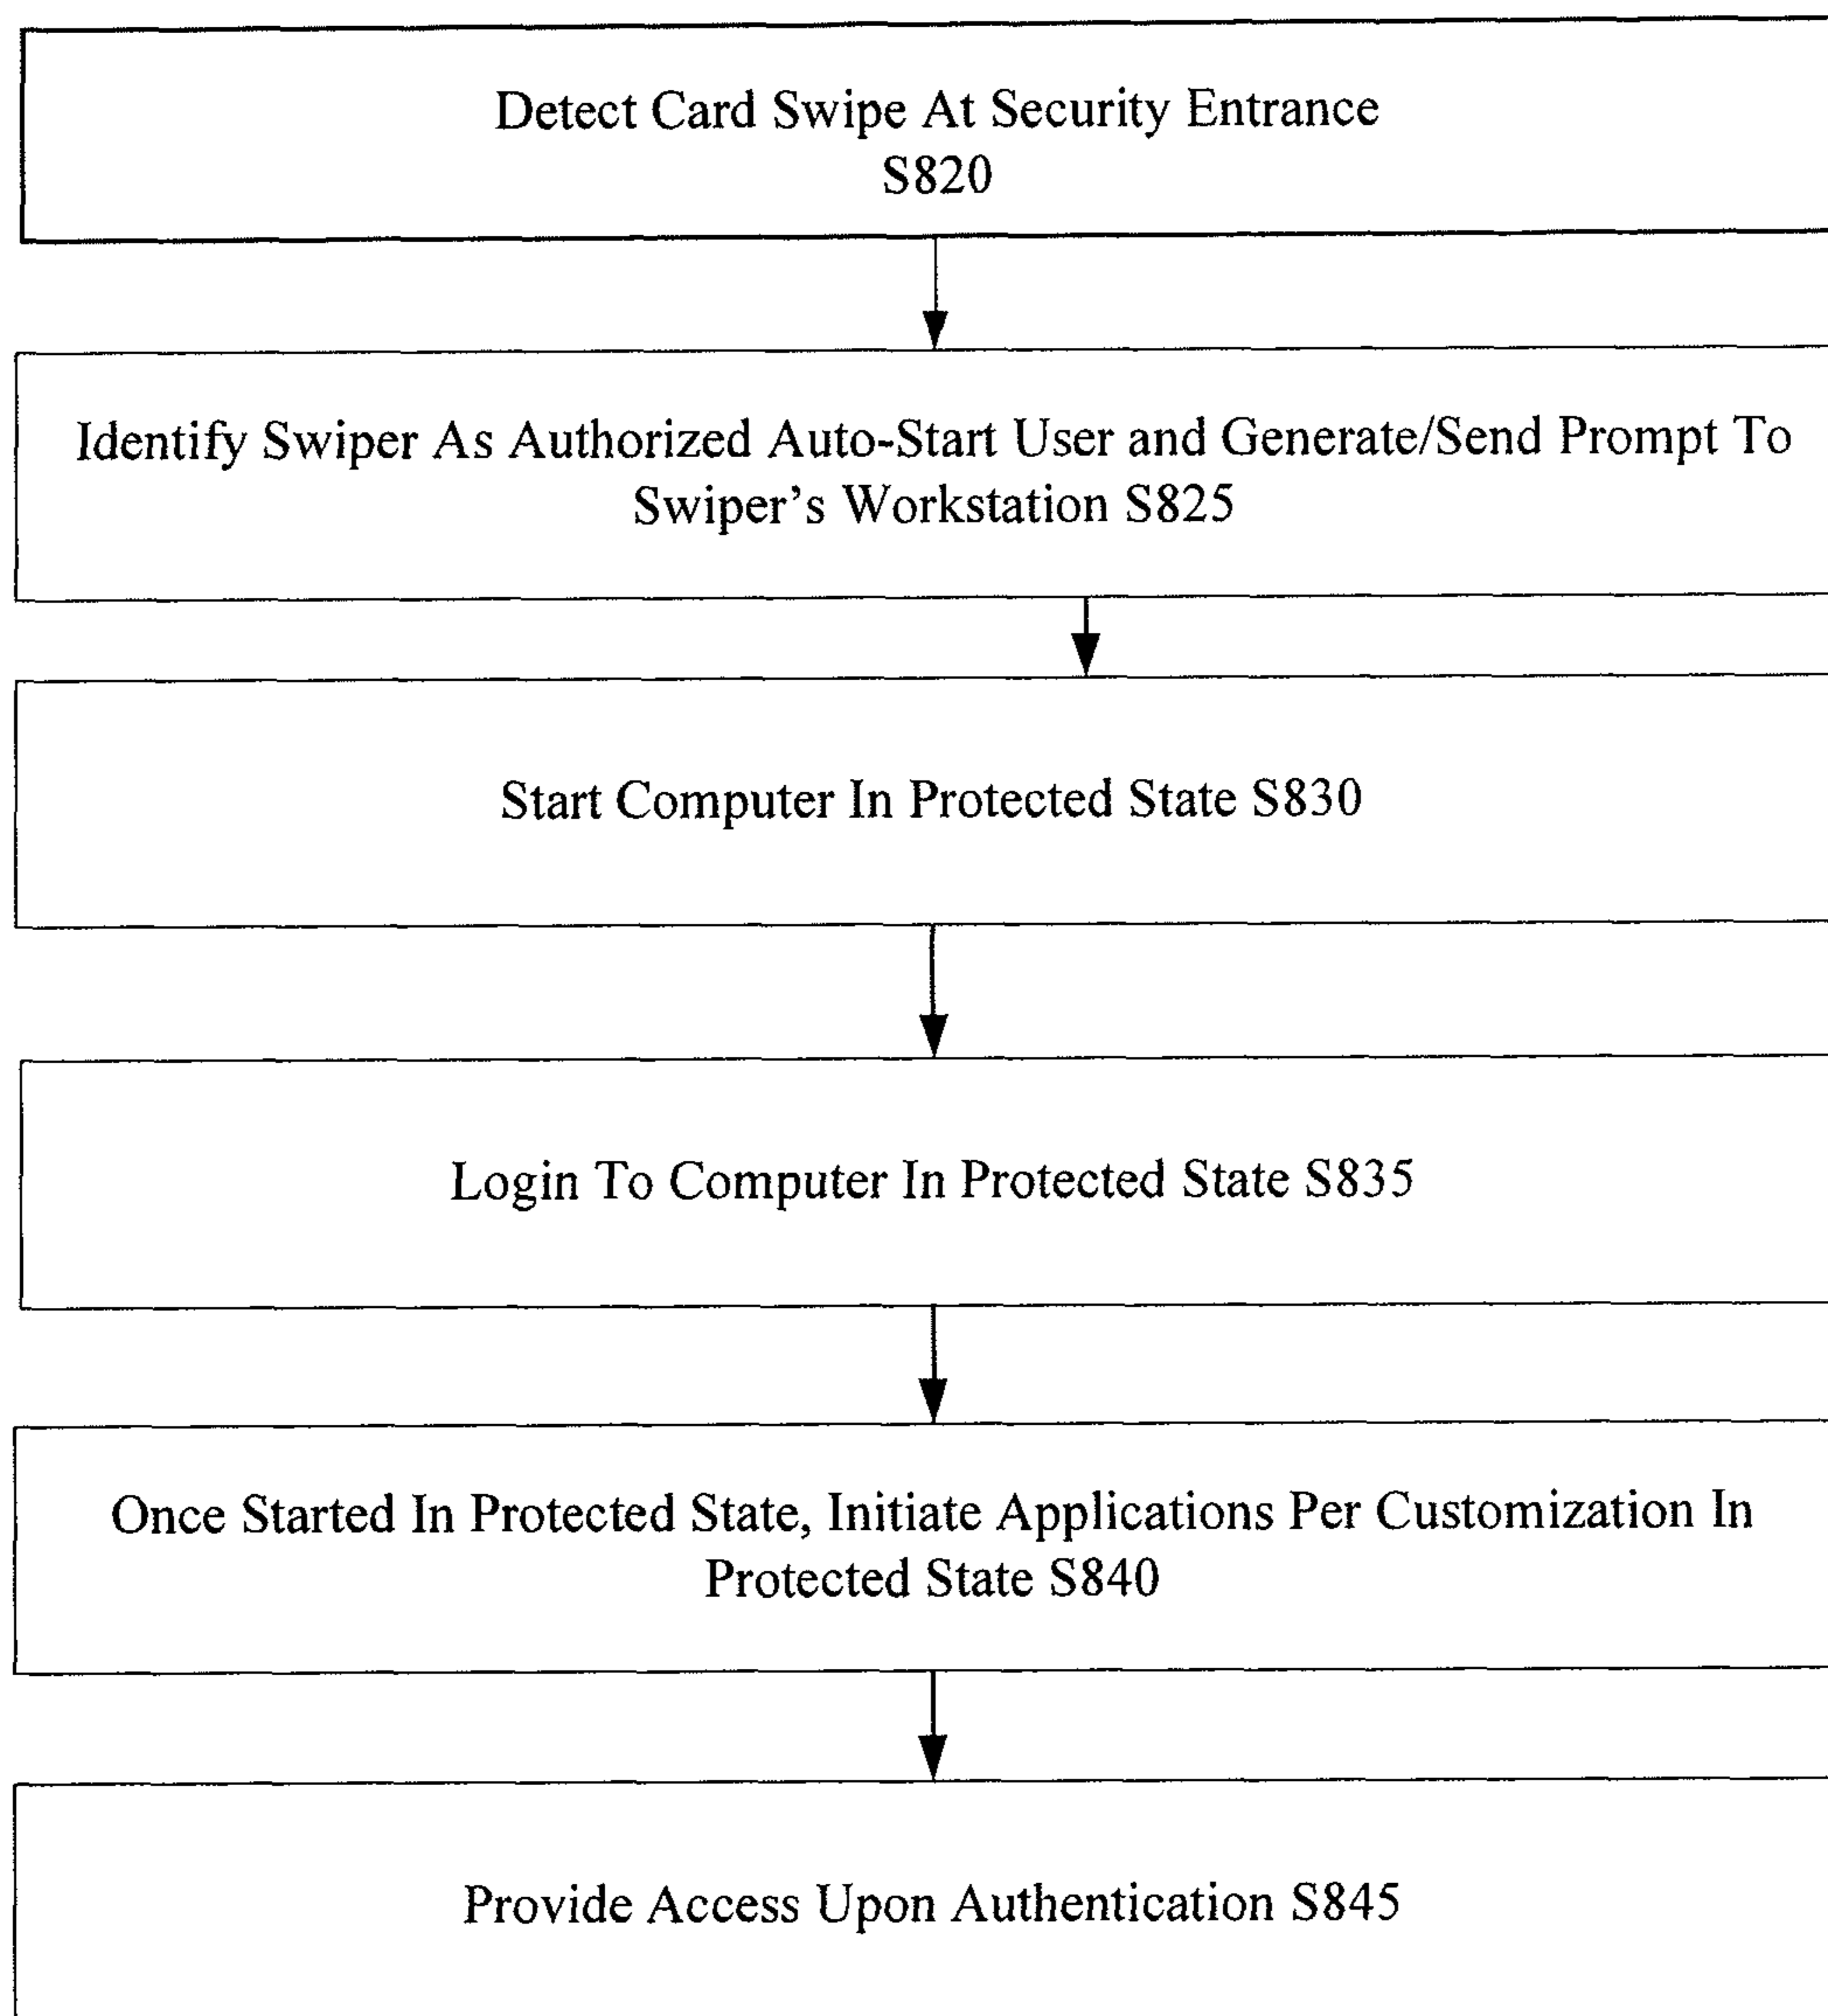 Detect Card Swipe At Security Entrance
S820
Identify Swiper As Authorized Auto-Start User and Generate/Send Prompt To
Swiper's Workstation S825
Start Computer In Protected State S830
Login To Computer In Protected State S835
Once Started In Protected State, Initiate Applications Per Customization In
Protected State S840
Provide Access Upon Authentication S845